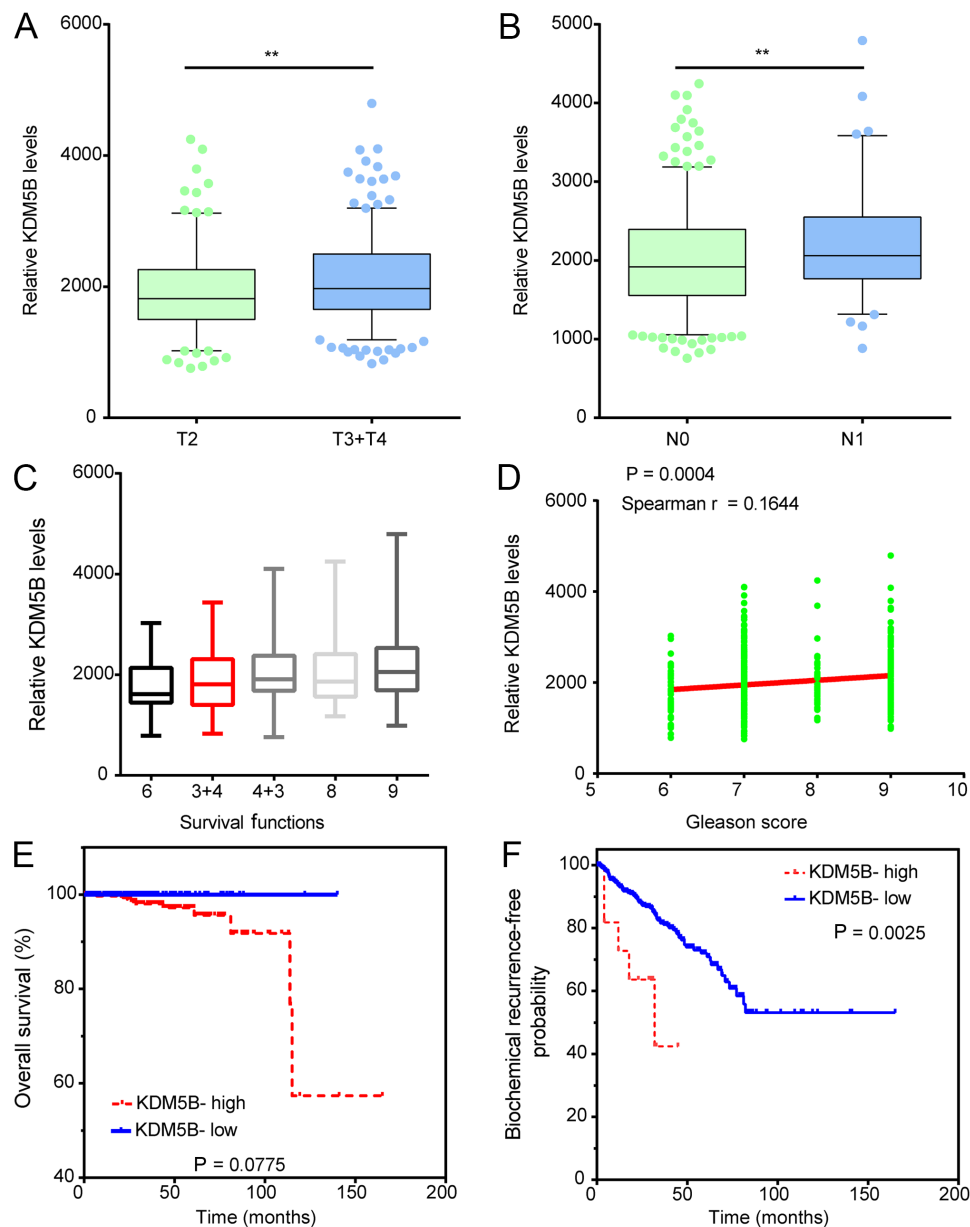 A
6000
4000
2000
0
Relative KDM5B levels
**
T2
T3+T4
B
5000
4000
3000
2000
1000
0
Relative KDM5B levels
**
N0
N1
C
6000
4000
2000
0
Relative KDM5B levels
6
3+4
4+3
8
9
Survival functions
D
P = 0.0004
Spearman r = 0.1644
6000
4000
2000
0
Relative KDM5B levels
5
6
7
8
9
10
Gleason score
E
100
80
60
40
Overall survival (%)
KDM5B- high
KDM5B- low
P = 0.0775
0
50
100
150
200
Time (months)
F
100
80
60
40
20
0
Biochemical recurrence-free
probability
KDM5B- high
KDM5B- low
P = 0.0025
0
50
100
150
200
Time (months)